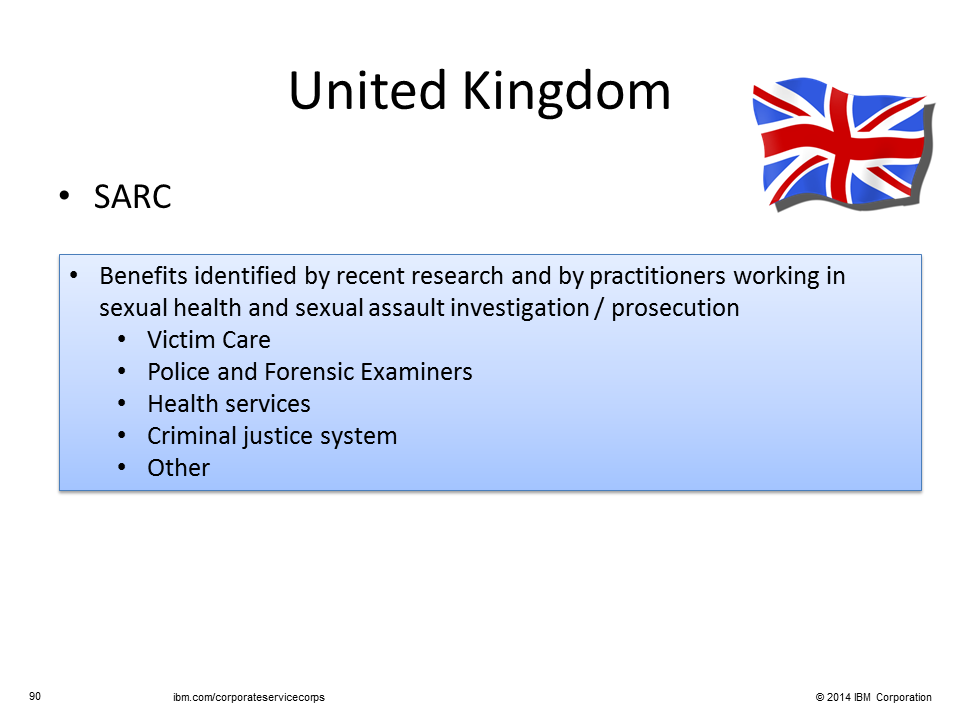 United Kingdom
• SARC
• Benefits identified by recent research and by practitioners working in
sexual health and sexual assault investigation / prosecution
• Victim Care
• Police and Forensic Examiners
• Health services
• Criminal justice system
• Other
90 ibm.com/corporateservicecorps © 2014 IBM Corporation